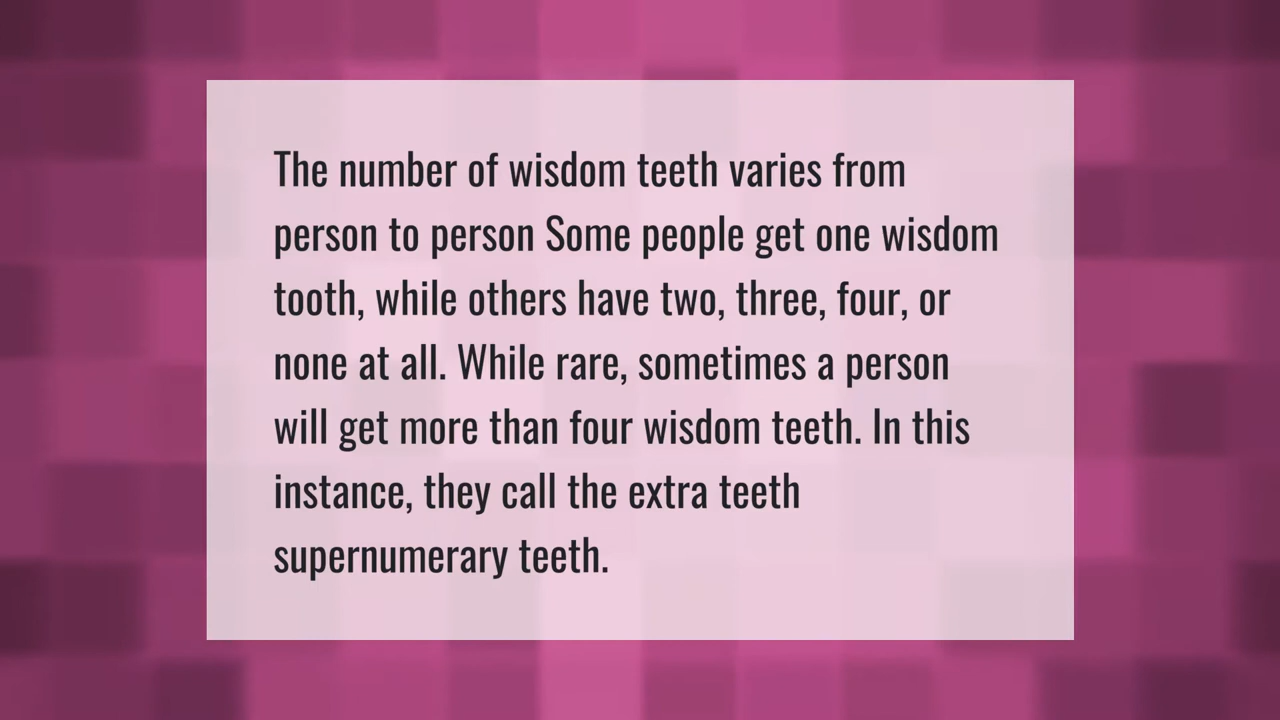 The number of wisdom teeth varies from
person to person Some people get one wisdom
tooth, while others have two, three, four, or
none at all. While rare, sometimes a person
will get more than four wisdom teeth. In this
instance, they call the extra teeth
supernumerary teeth.